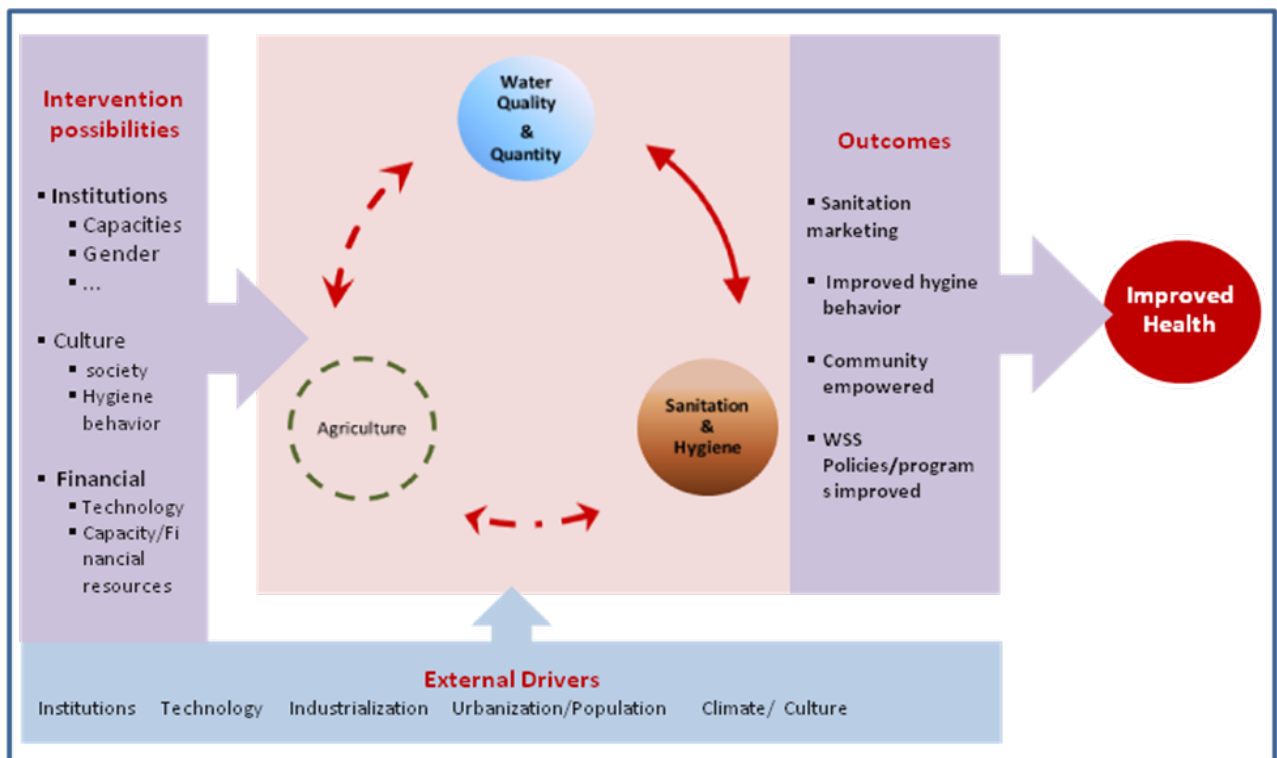 Intervention
possibilities
▪ Institutions
▪ Capacities
▪ Gender
▪ ...
▪ Culture
▪ society
▪ Hygiene
behavior
▪ Financial
▪ Technology
▪ Capacity/Fi
nancial
resources
Water
Quality
&
Quantity
Agriculture
Sanitation
&
Hygiene
Outcomes
▪ Sanitation
marketing
▪ Improved hygine
behavior
▪ Community
empowered
▪ WSS
Policies/program
s improved
Improved
Health
External Drivers
Institutions Technology Industrialization Urbanization/Population Climate/ Culture